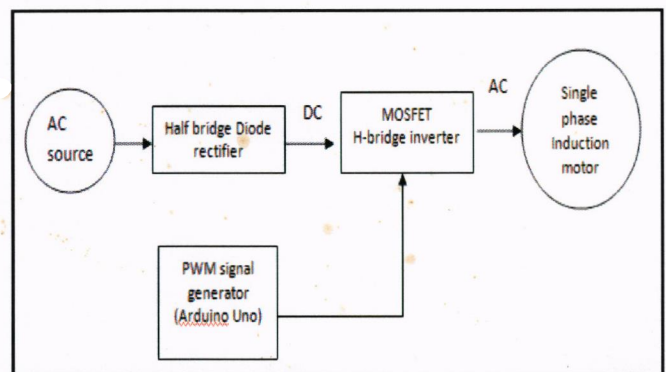 AC
source
Half bridge Diode
rectifier
DC
MOSFET
H-bridge inverter
AC
Single
phase
Induction
motor
PWM signal
generator
(Arduino Uno)